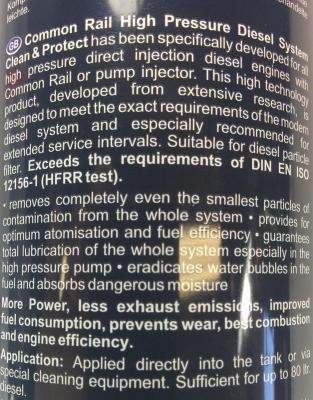 Komp
leichte.
GB Common Rail High Pressure Diesel System
Clean & Protect has been specifically developed for all
high pressure direct injection diesel engines with
Common Rail or pump injector. This high technology
product, developed from extensive research, is
designed to meet the exact requirements of the modern
diesel system and especially recommended for
extended service intervals. Suitable for diesel particle
filter. Exceeds the requirements of DIN EN ISO
12156-1 (HFRR test).
• removes completely even the smallest particles of
contamination from the whole system • provides for
optimum atomisation and fuel efficiency • guarantees
total lubrication of the whole system especially in the
high pressure pump • eradicates water bubbles in the
fuel and absorbs dangerous moisture
More Power, less exhaust emissions, improved
fuel consumption, prevents wear, best combustion
and engine efficiency.
Application: Applied directly into the tank or via
special cleaning equipment. Sufficient for up to 80 ltr.
diesel.